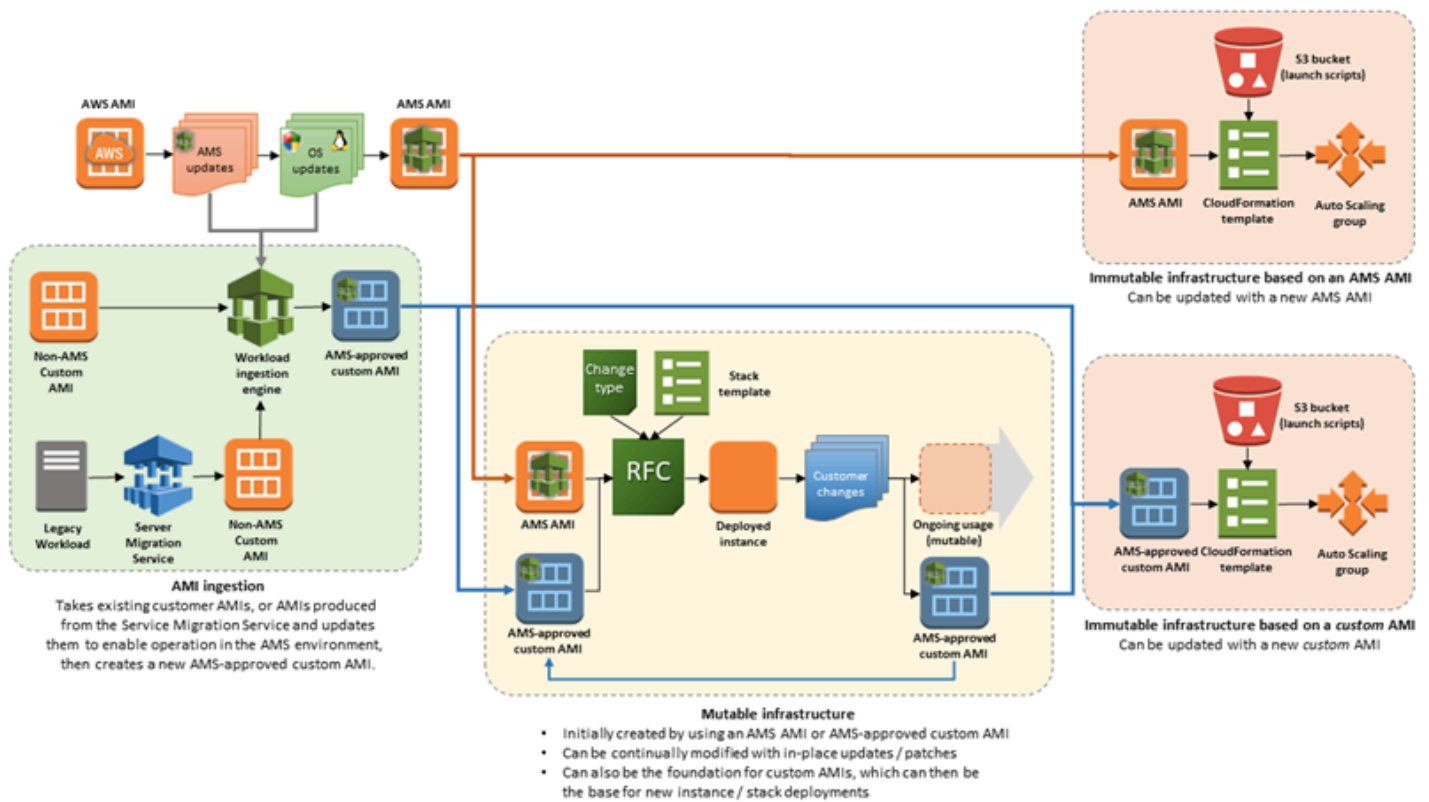 AWS AMI
AWS
AMS
updates
OS
updates
AMS AMI
Non-AMS
Custom
AMI
Workload
ingestion
engine
AMS-approved
custom AMI
Legacy
Workload
Server
Migration
Service
Non-AMS
Custom
AMI
AMI ingestion
Takes existing customer AMIs, or AMIs produced
from the Service Migration Service and updates
them to enable operation in the AMS environment,
then creates a new AMS-approved custom AMI.
Change
type
Stack
template
RFC
AMS AMI
Deployed
instance
Customer
changes
Ongoing usage
(mutable)
AMS-approved
custom AMI
AMS-approved
custom AMI
Mutable infrastructure
• Initially created by using an AMS AMI or AMS-approved custom AMI
• Can be continually modified with in-place updates / patches
• Can also be the foundation for custom AMIs, which can then be
the base for new instance / stack deployments
S3 bucket
(launch scripts)
AMS AMI
CloudFormation
template
Auto Scaling
group
Immutable infrastructure based on an AMS AMI
Can be updated with a new AMS AMI
S3 bucket
(launch scripts)
AMS-approved
custom AMI
CloudFormation
template
Auto Scaling
group
Immutable infrastructure based on a custom AMI
Can be updated with a new custom AMI